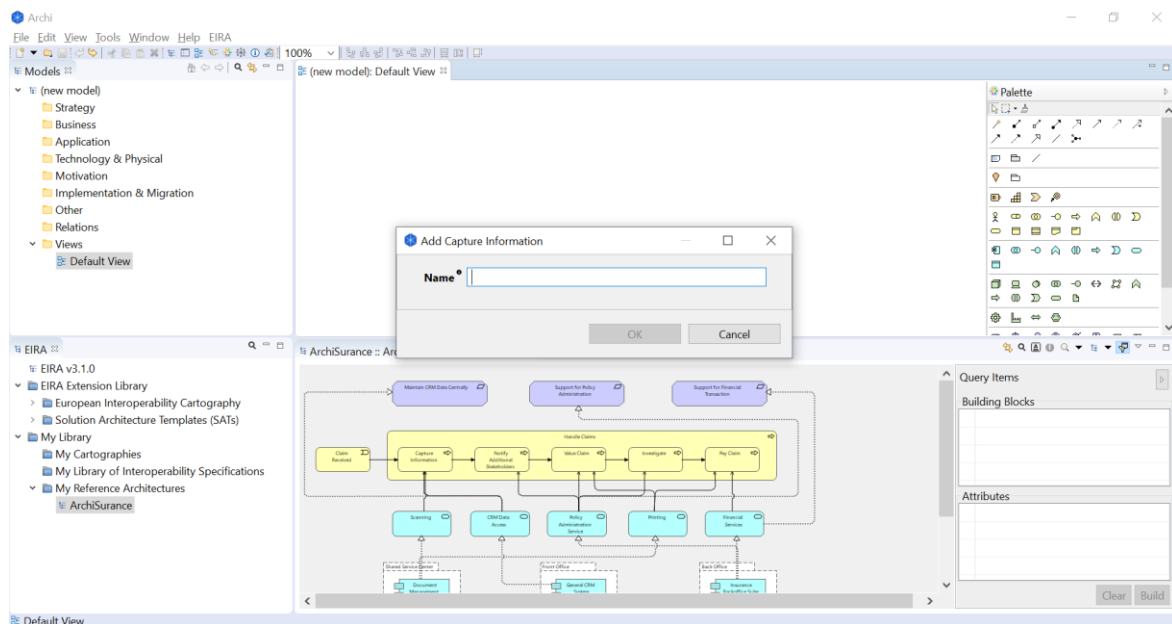 Archi
File Edit View Tools Window Help EIRA
100%
Models
(new model): Default View
(new model)
Strategy
Business
Application
Technology & Physical
Motivation
Implementation & Migration
Other
Relations
Views
Default View
Palette
Add Capture Information
Name
OK
Cancel
EIRA
EIRA v3.1.0
EIRA Extension Library
European Interoperability Cartography
Solution Architecture Templates (SATs)
My Library
My Cartographies
My Library of Interoperability Specifications
My Reference Architectures
ArchiSurance
ArchiSurance :: Ar
Maintain CRM Data Centrally
Support for Policy
Administration
Support for Financial
Transaction
Handle Claims
Claim
Received
Capture
Information
Notify
Additional
Stakeholders
Value Claim
Investigate
Pay Claim
Scanning
CRM Data
Access
Policy
Administration
Service
Printing
Financial
Services
Shared Service Center
Front Office
Back Office
Document
Management
General CRM
System
Insurance
Backoffice Suite
Query Items
Building Blocks
Attributes
Clear
Build
Default View